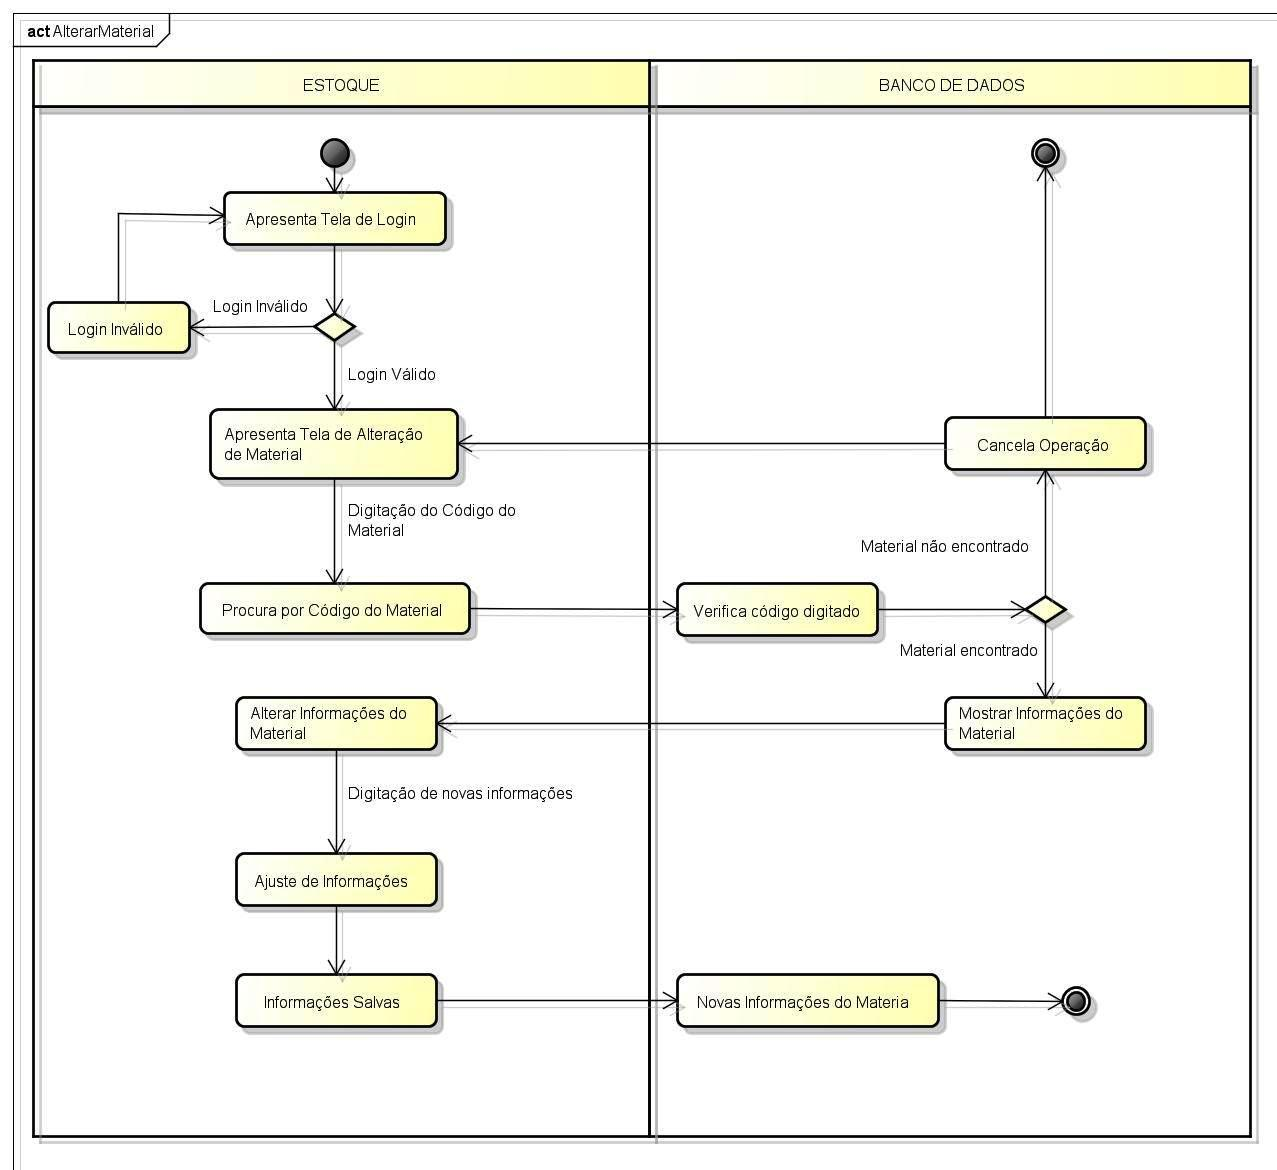 act AlterarMaterial
ESTOQUE
BANCO DE DADOS
Apresenta Tela de Login
Login Inválido
Login Inválido
Login Válido
Apresenta Tela de Alteração
de Material
Cancela Operação
Digitação do Código do
Material
Material não encontrado
Procura por Código do Material
Verifica código digitado
Material encontrado
Alterar Informações do
Material
Mostrar Informações do
Material
Digitação de novas informações
Ajuste de Informações
Informações Salvas
Novas Informações do Materia